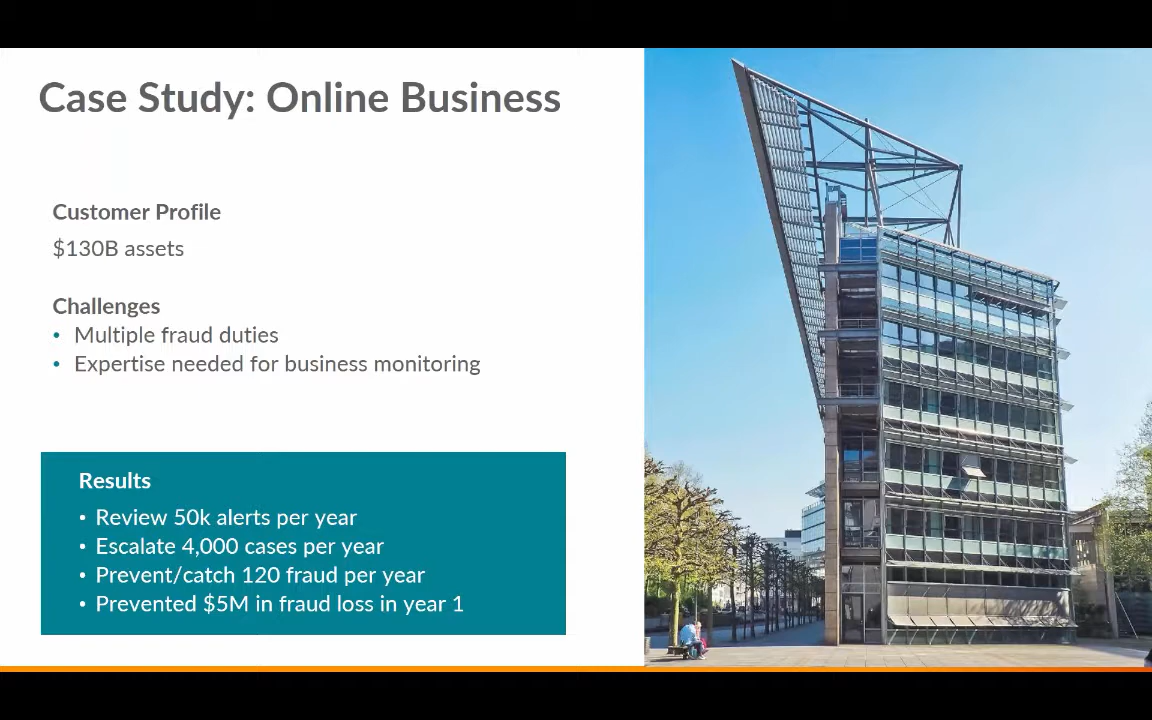 Case Study: Online Business
Customer Profile
$130B assets
Challenges
• Multiple fraud duties
• Expertise needed for business monitoring
Results
• Review 50k alerts per year
• Escalate 4,000 cases per year
• Prevent/catch 120 fraud per year
• Prevented $5M in fraud loss in year 1